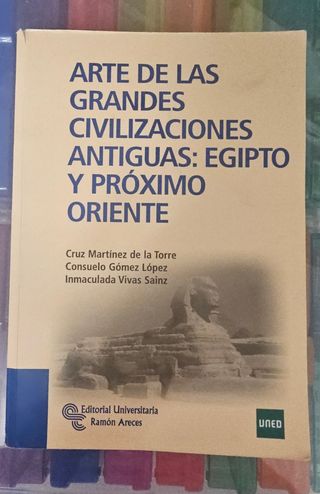 ARTE DE LAS
GRANDES
CIVILIZACIONES
ANTIGUAS: EGIPTO
Y PRÓXIMO
ORIENTE
Cruz Martínez de la Torre
Consuelo Gómez López
Inmaculada Vivas Sainz
Editorial Universitaria
Ramón Areces
UNED